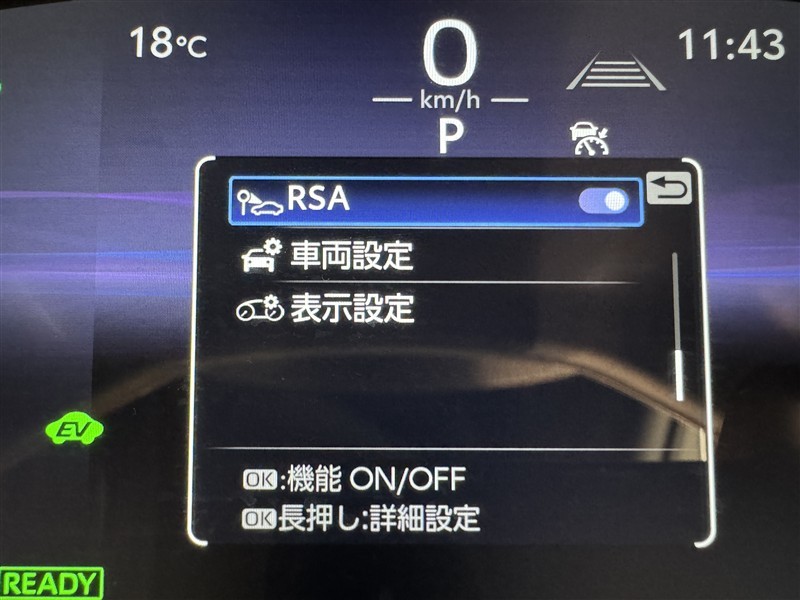 18℃
0
11:43
km/h
P
RSA
車両設定
表示設定
EV
OK:機能 ON/OFF
OK長押し:詳細設定
READY